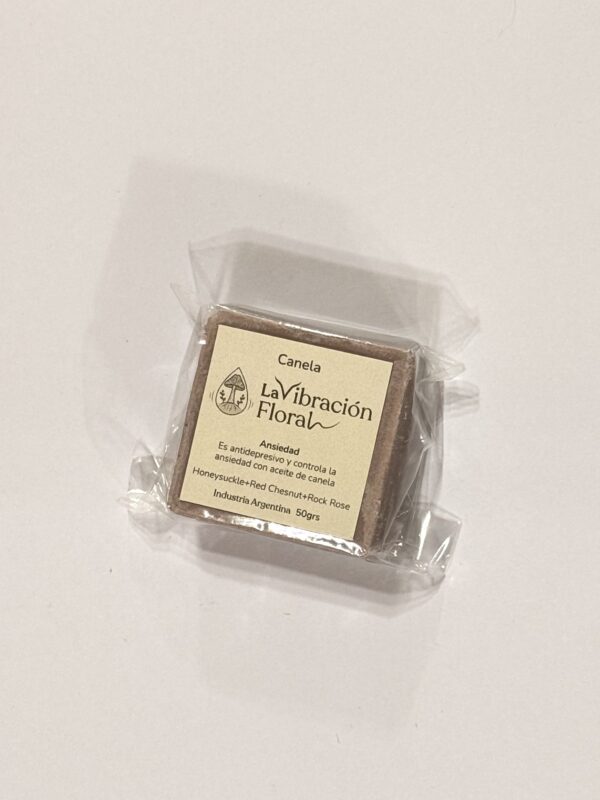 Canela
La Vibración
Floral
Ansiedad
Es antidepresivo y controla la
ansiedad con aceite de canela
Honeysuckle+Red Chesnut+Rock Rose
Industria Argentina 50grs